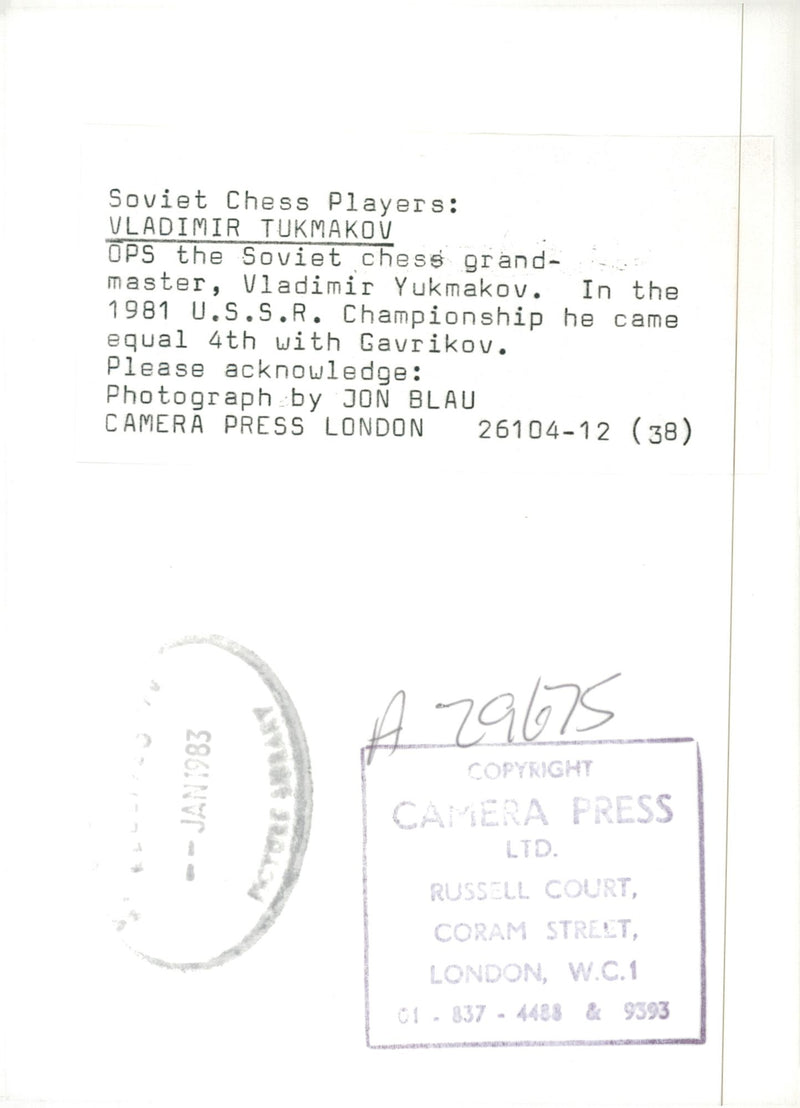 Soviet Chess Players:
VLADIMIR TUKMAKOV
OPS the Soviet chess grand-
master, Vladimir Yukmakov. In the
1981 U.S.S.R. Championship he came
equal 4th with Gavrikov.
Please acknowledge:
Photograph by JON BLAU
CAMERA PRESS LONDON 26104-12 (38)
-- JAN 1983
PICTURE LIBRARY
A 29675
COPYRIGHT
CAMERA PRESS
LTD.
RUSSELL COURT,
CORAM STREET,
LONDON, W.C.1
01 - 837 - 4488 & 9393